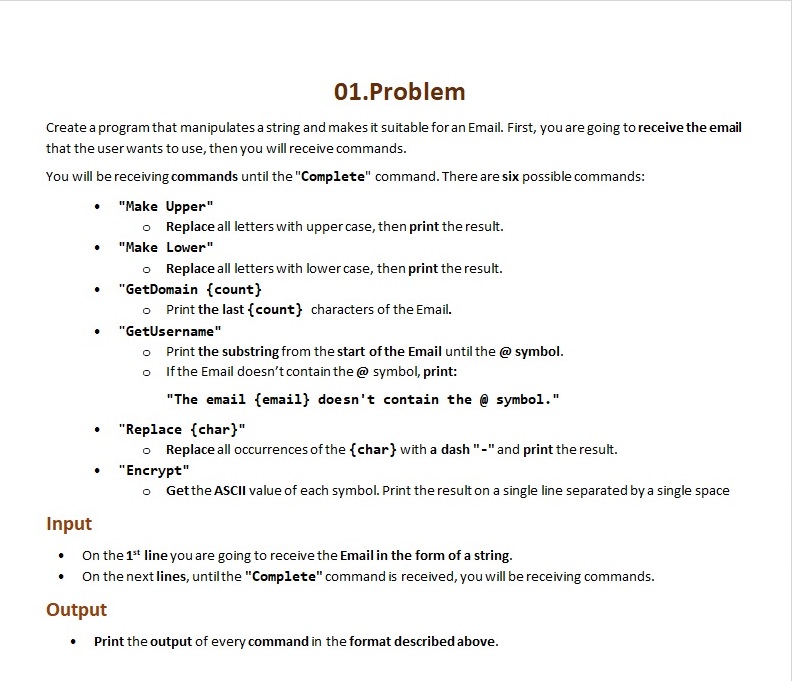 01.Problem
Create a program that manipulates a string and makes it suitable for an Email. First, you are going to receive the email
that the user wants to use, then you will receive commands.
You will be receiving commands until the "Complete" command. There are six possible commands:
• "Make Upper"
o Replace all letters with upper case, then print the result.
• "Make Lower"
o Replace all letters with lower case, then print the result.
• "GetDomain {count}
o Print the last {count} characters of the Email.
• "GetUsername"
o Print the substring from the start of the Email until the @ symbol.
o If the Email doesn't contain the @ symbol, print:
"The email {email} doesn't contain the @ symbol."
• "Replace {char}"
o Replace all occurrences of the {char} with a dash "-" and print the result.
• "Encrypt"
o Get the ASCII value of each symbol. Print the result on a single line separated by a single space
Input
• On the 1st line you are going to receive the Email in the form of a string.
• On the next lines, until the "Complete" command is received, you will be receiving commands.
Output
• Print the output of every command in the format described above.